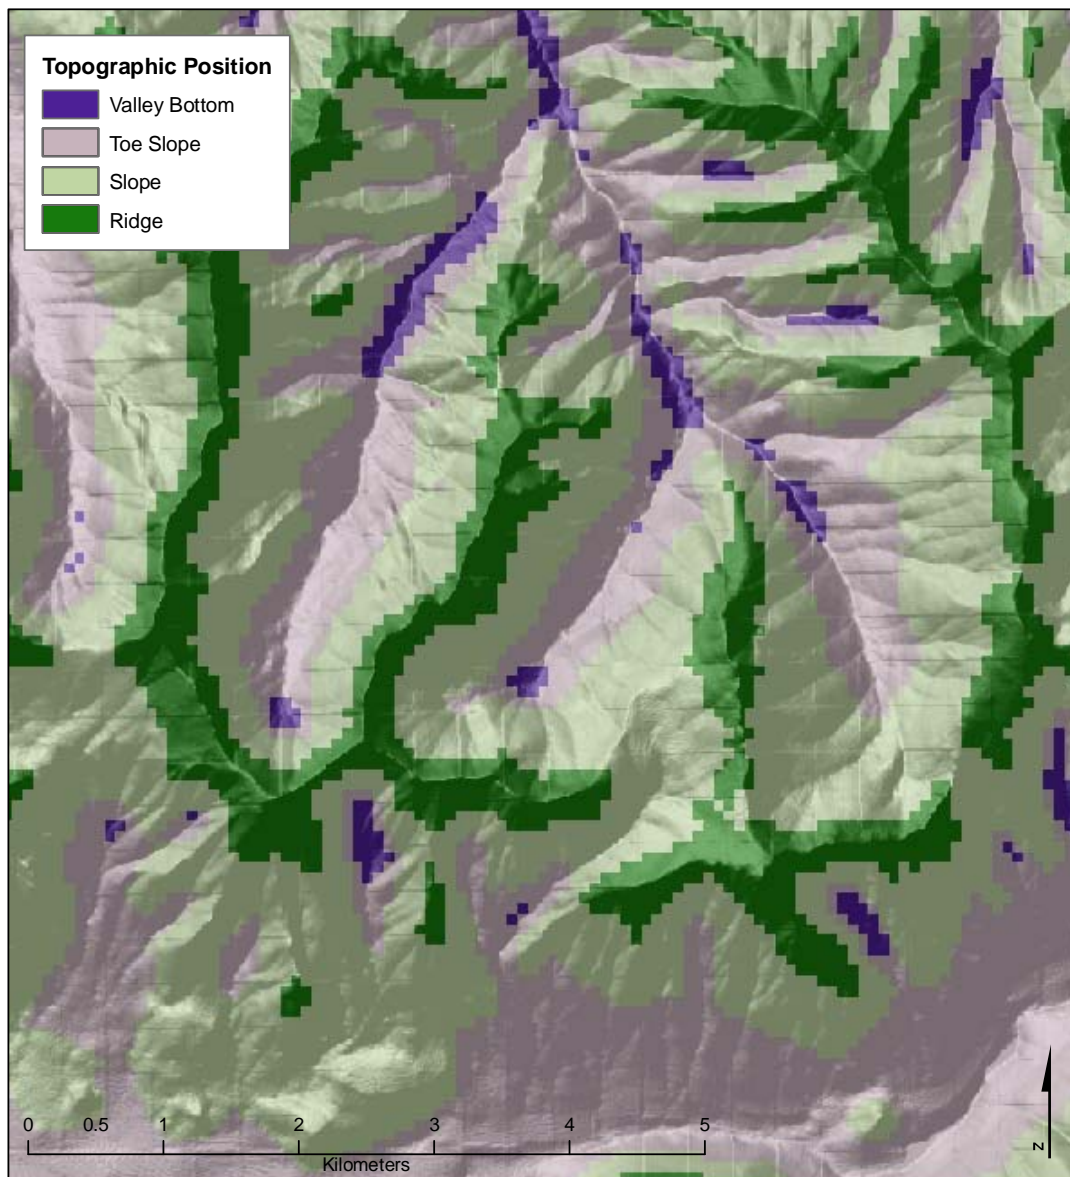 Topographic Position
Valley Bottom
Toe Slope
Slope
Ridge
0 0.5 1 2 3 4 5
Kilometers
N